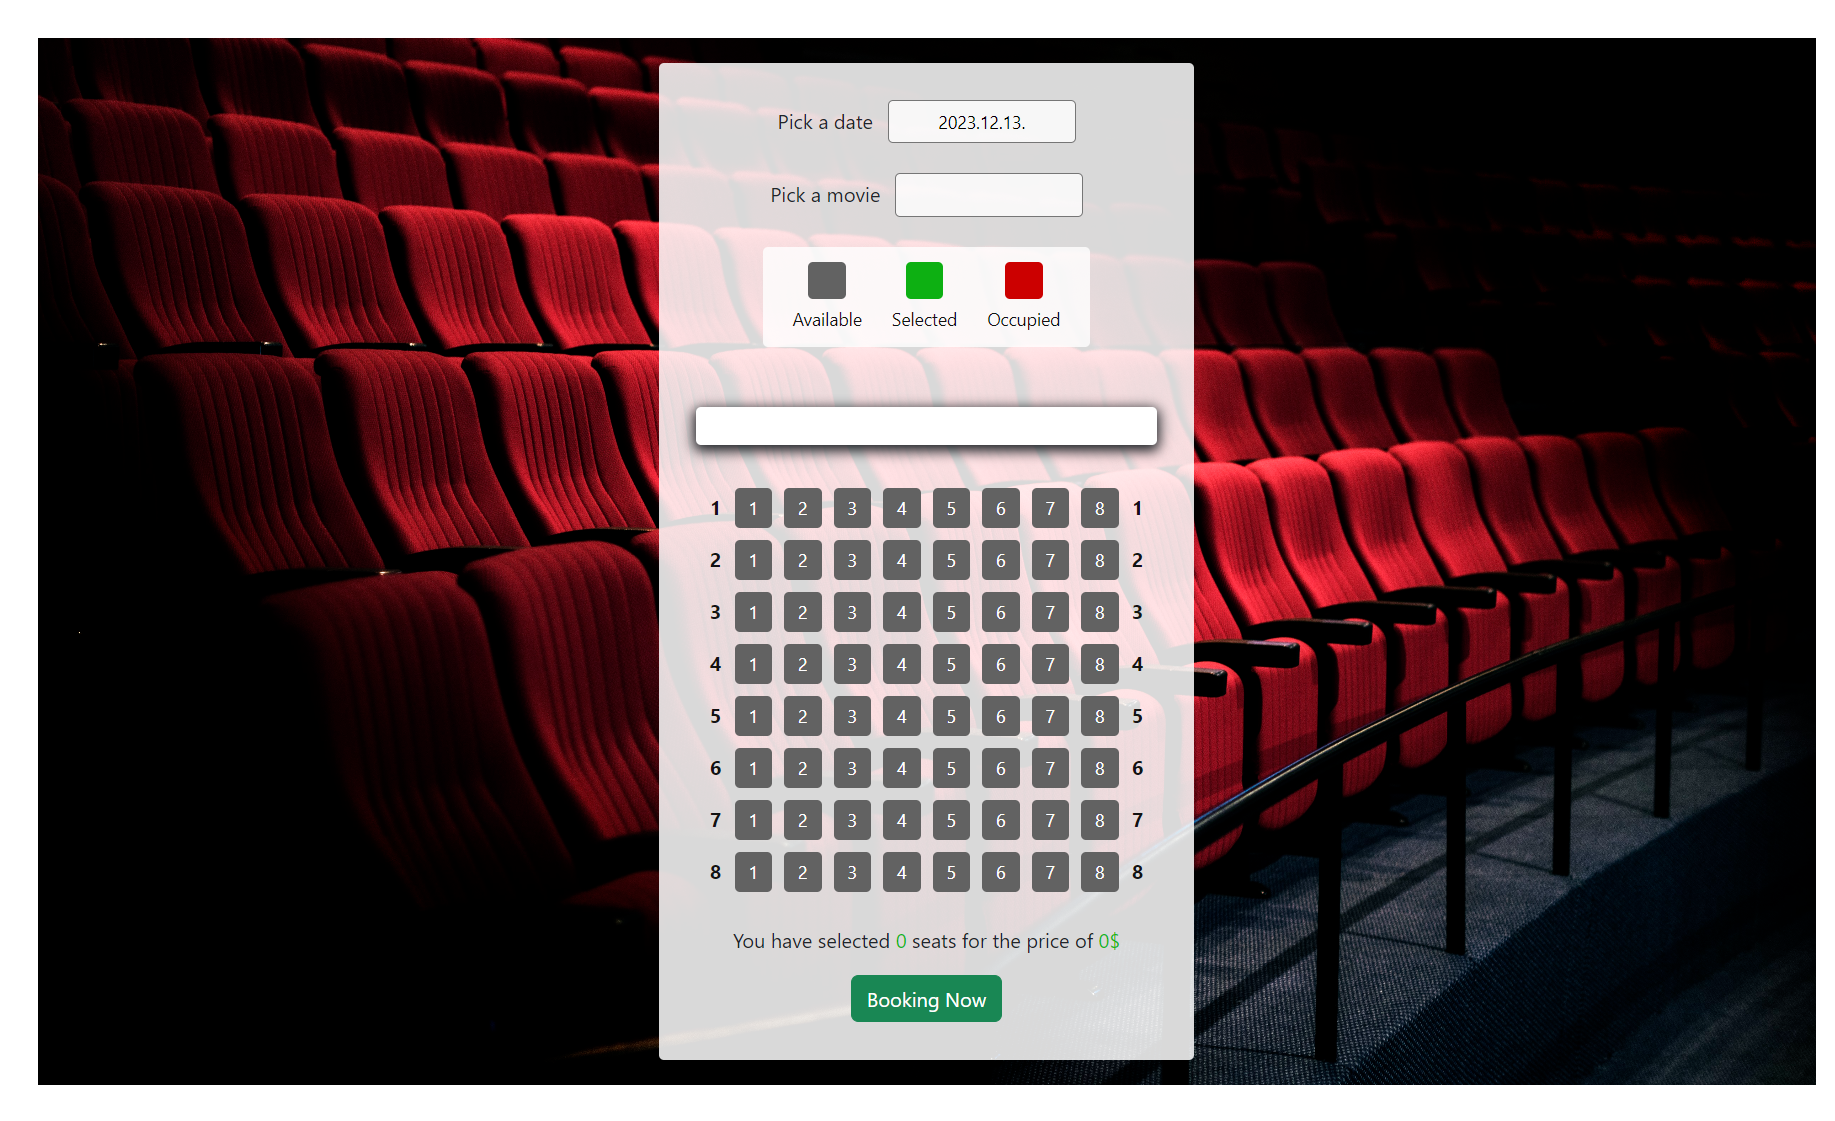 Pick a date 2023.12.13.
Pick a movie
Available Selected Occupied
1 1 2 3 4 5 6 7 8 1
2 1 2 3 4 5 6 7 8 2
3 1 2 3 4 5 6 7 8 3
4 1 2 3 4 5 6 7 8 4
5 1 2 3 4 5 6 7 8 5
6 1 2 3 4 5 6 7 8 6
7 1 2 3 4 5 6 7 8 7
8 1 2 3 4 5 6 7 8 8
You have selected 0 seats for the price of 0$
Booking Now